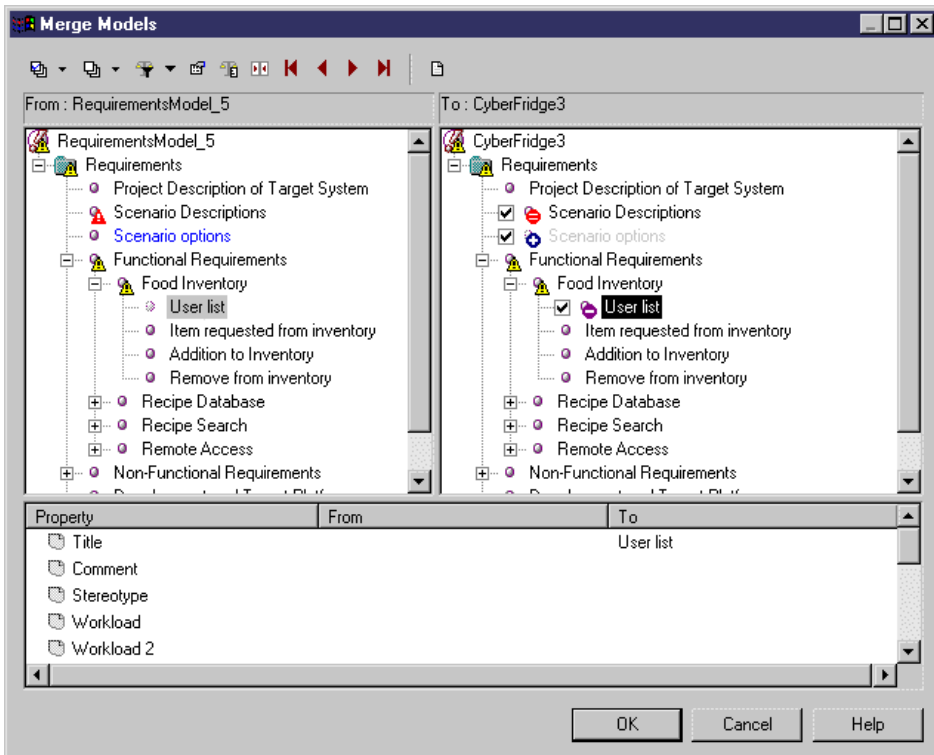 Merge Models
From : RequirementsModel_5
To : CyberFridge3
RequirementsModel_5
Requirements
Project Description of Target System
Scenario Descriptions
Scenario options
Functional Requirements
Food Inventory
User list
Item requested from inventory
Addition to Inventory
Remove from inventory
Recipe Database
Recipe Search
Remote Access
Non-Functional Requirements
CyberFridge3
Requirements
Project Description of Target System
Scenario Descriptions
Scenario options
Functional Requirements
Food Inventory
User list
Item requested from inventory
Addition to Inventory
Remove from inventory
Recipe Database
Recipe Search
Remote Access
Non-Functional Requirements
Property From To
Title User list
Comment
Stereotype
Workload
Workload 2
OK Cancel Help